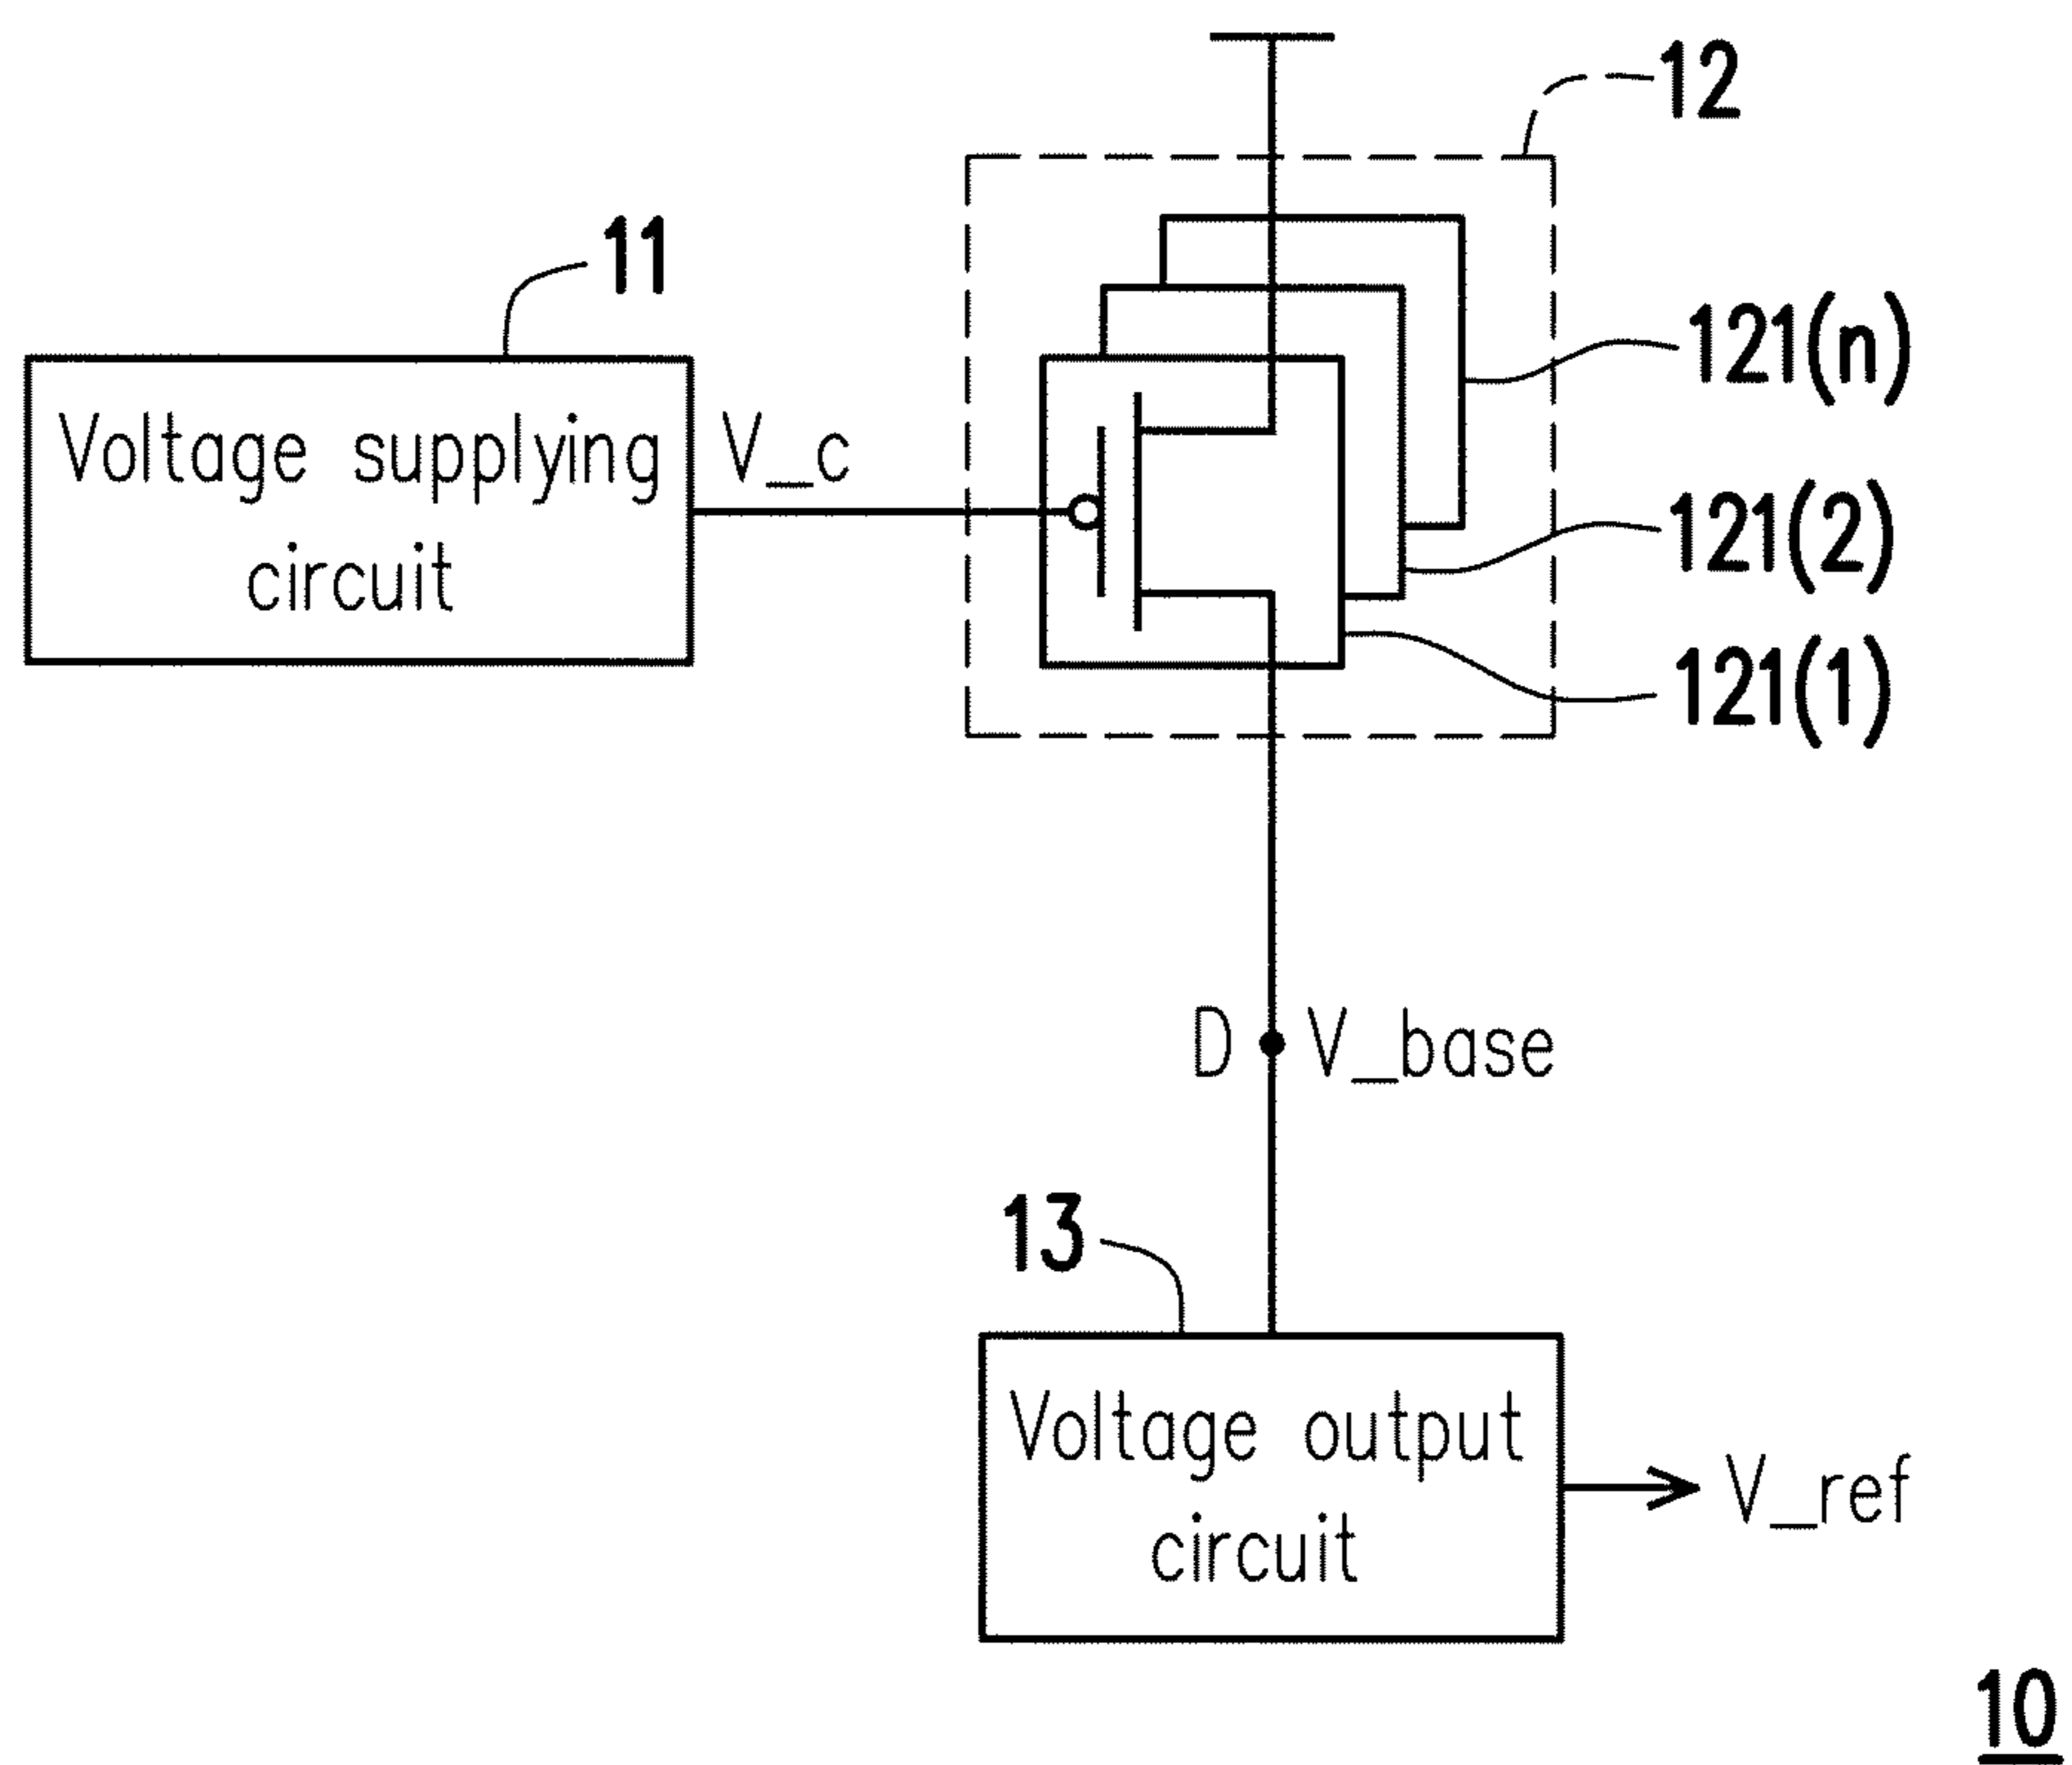 12
11
121(n)
Voltage supplying
circuit
V_c
121(2)
121(1)
D V_base
13
Voltage output
circuit
V_ref
10